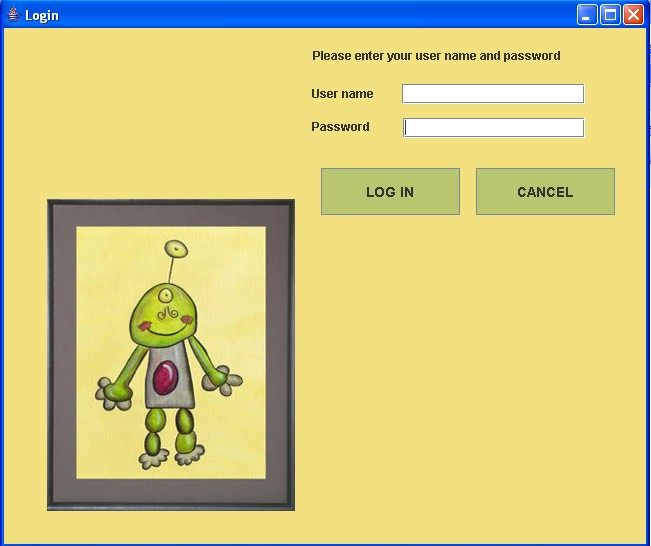 Login
Please enter your user name and password
User name
Password
LOG IN
CANCEL